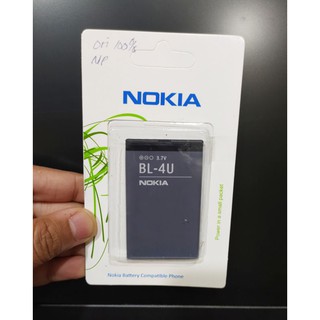 ori 100%
NP
NOKIA
3.7V
BL-4U
NOKIA
Power in a small packet
Nokia Battery Compatible Phone